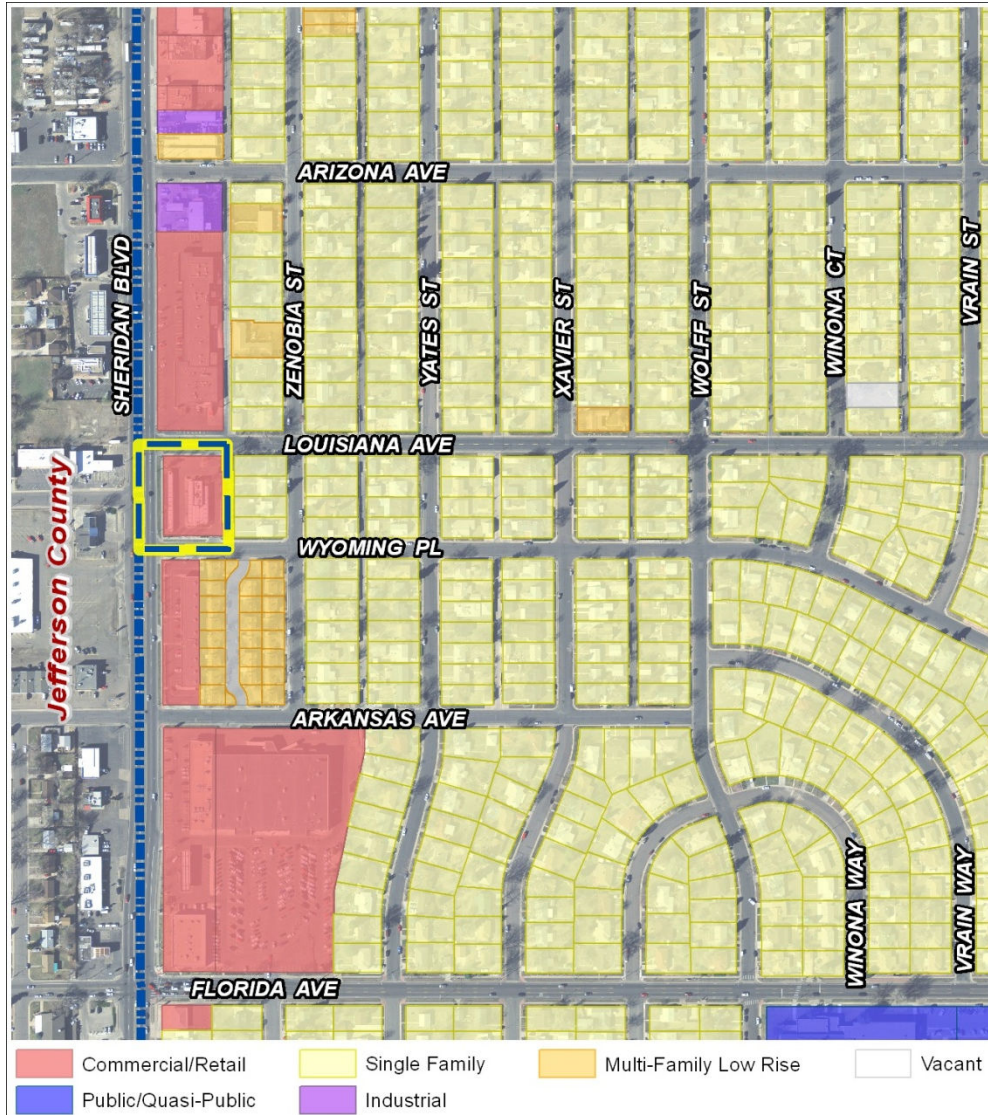 ARIZONA AVE
SHERIDAN BLVD
ZENOBIA ST
YATES ST
XAVIER ST
WOLFF ST
WINONA CT
VRAIN ST
LOUISIANA AVE
Jefferson County
WYOMING PL
ARKANSAS AVE
WINONA WAY
VRAIN WAY
FLORIDA AVE
Commercial/Retail
Single Family
Multi-Family Low Rise
Vacant
Public/Quasi-Public
Industrial